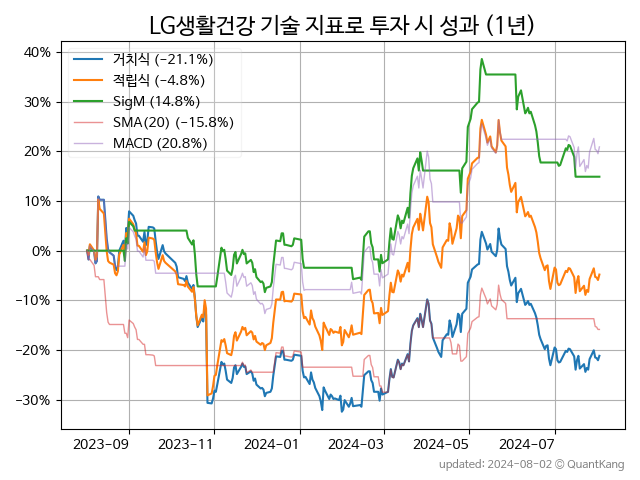 LG생활건강 기술 지표로 투자 시 성과 (1년)
40%
30%
20%
10%
0%
−10%
−20%
−30%
거치식 (−21.1%)
적립식 (−4.8%)
SigM (14.8%)
SMA(20) (−15.8%)
MACD (20.8%)
2023-09 2023-11 2024-01 2024-03 2024-05 2024-07
updated: 2024-08-02 © QuantKang